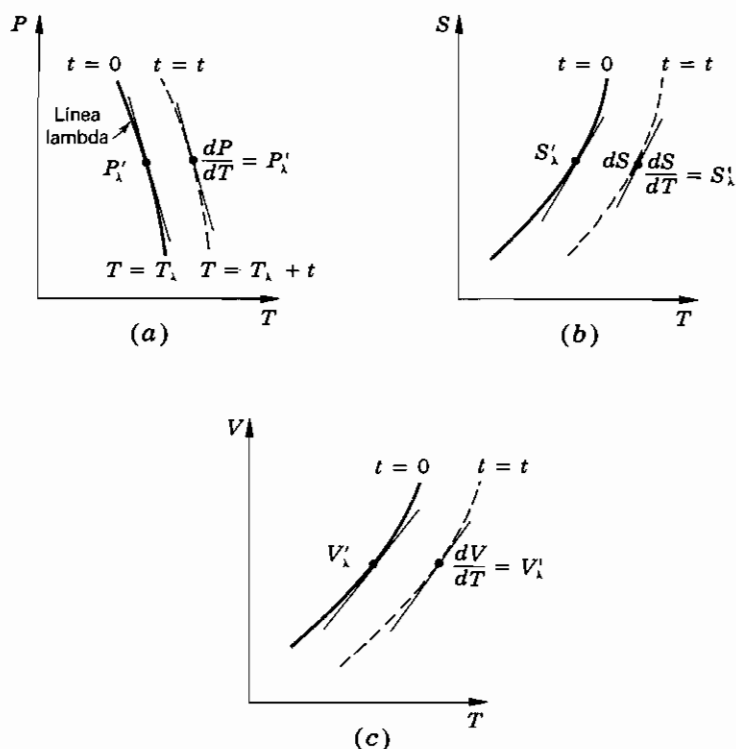 P
t = 0
t = t
Línea
lambda
P'λ
dP/dT = P'λ
T = Tλ
T = Tλ + t
T
(a)
S
t = 0
t = t
S'λ
dS
dS/dT = S'λ
T
(b)
V
t = 0
t = t
V'λ
dV/dT = V'λ
T
(c)